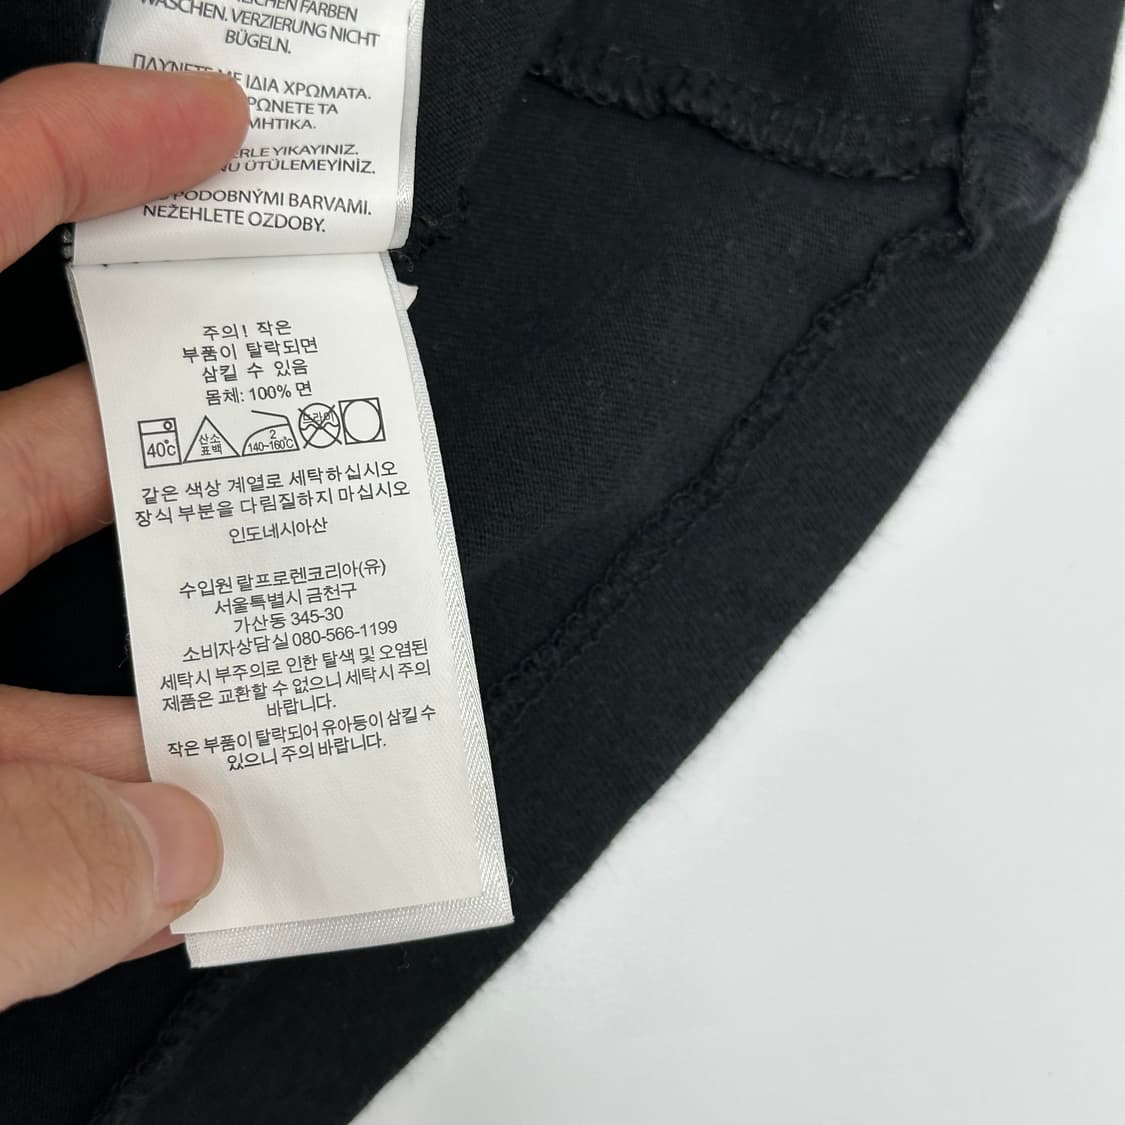 FARBEN
WASCHEN. VERZIERUNG NICHT
BÜGELN.
ΙΔΙΑ ΧΡΩΜΑΤΑ.
ΤΑ
YIKAYINIZ.
ÜTÜLEMEYİNİZ.
PODOBNÝMI BARVAMI.
NEŽEHLETE OZDOBY.
주의! 작은
부품이 탈락되면
삼킬 수 있음
몸체: 100% 면
40℃ 산소 표백 2 140~160℃ 드라이
같은 색상 계열로 세탁하십시오
장식 부분을 다림질하지 마십시오
인도네시아산
수입원 랄프로렌코리아(유)
서울특별시 금천구
가산동 345-30
소비자상담실 080-566-1199
세탁시 부주의로 인한 탈색 및 오염된
제품은 교환할 수 없으니 세탁시 주의
바랍니다.
작은 부품이 탈락되어 유아등이 삼킬 수
있으니 주의 바랍니다.